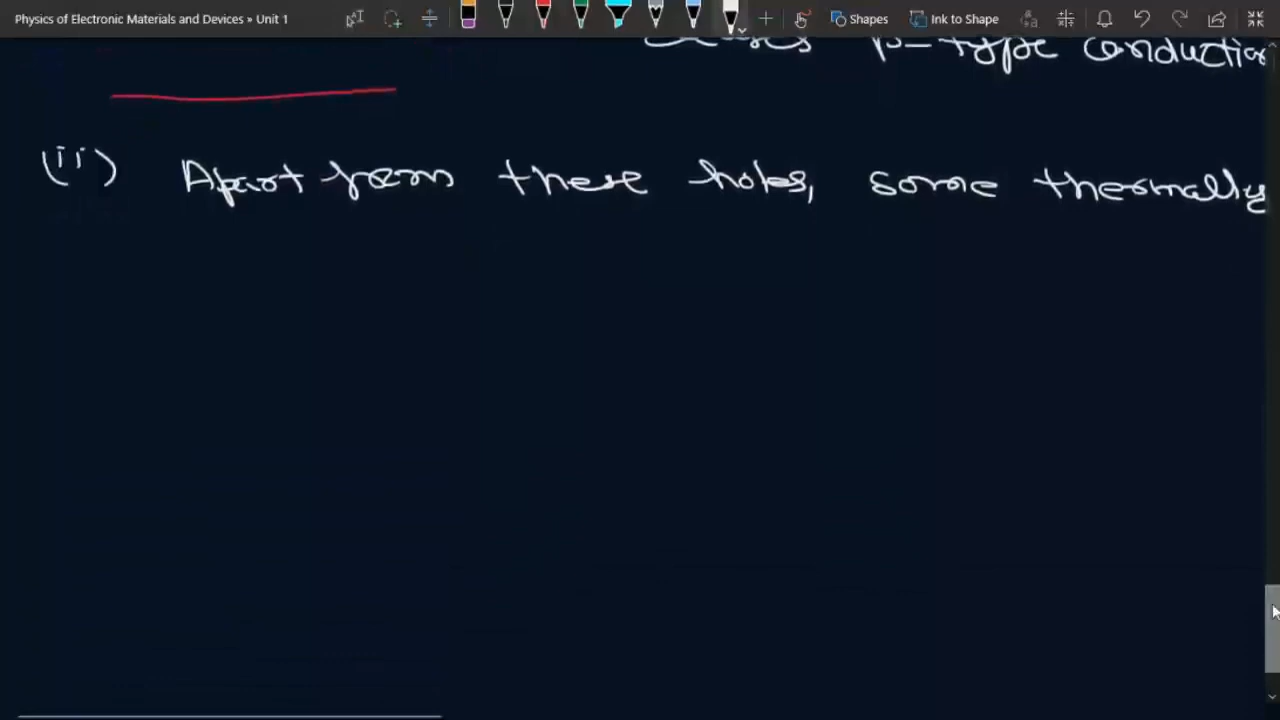 Physics of Electronic Materials and Devices » Unit 1
Shapes
Ink to Shape
p-type conduction
(ii) Apart from these holes, some thermally